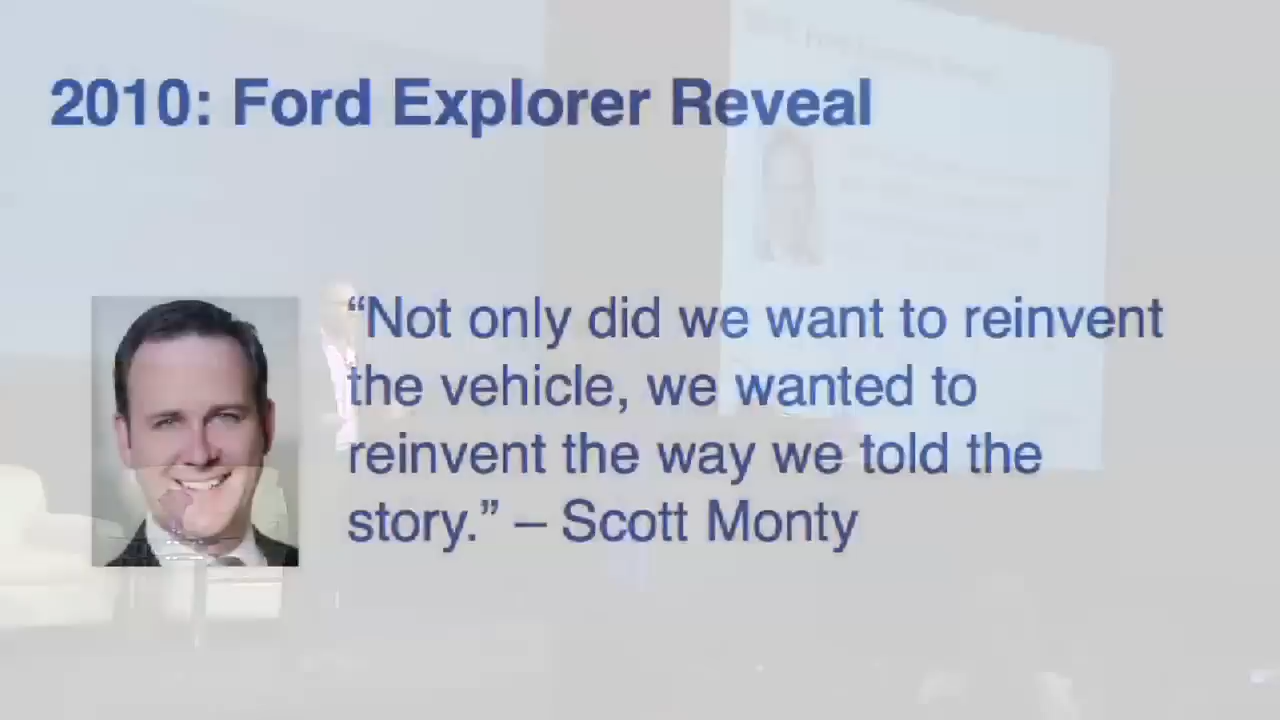 2010: Ford Explorer Reveal
“Not only did we want to reinvent
the vehicle, we wanted to
reinvent the way we told the
story.” – Scott Monty